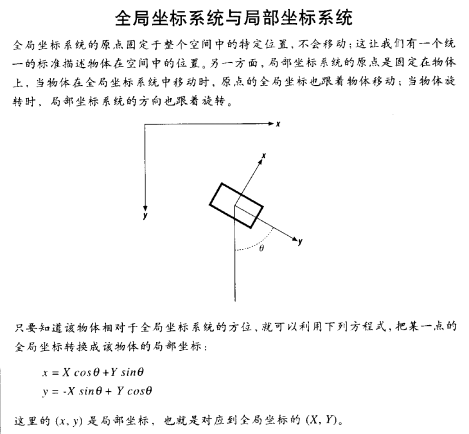 全局坐标系统与局部坐标系统
全局坐标系统的原点固定于整个空间中的特定位置,不会移动;这让我们有一个统
一的标准描述物体在空间中的位置。另一方面,局部坐标系统的原点是固定在物体
上,当物体在全局坐标系统中移动时,原点的全局坐标也跟着物体移动;当物体旋
转时,局部坐标系统的方向也跟着旋转。
x
x
y
y
θ
只要知道该物体相对于全局坐标系统的方位,就可以利用下列方程式,把某一点的
全局坐标转换成该物体的局部坐标:
x = X cosθ +Y sinθ
y = -X sinθ + Y cosθ
这里的 (x, y) 是局部坐标,也就是对应到全局坐标的 (X, Y)。